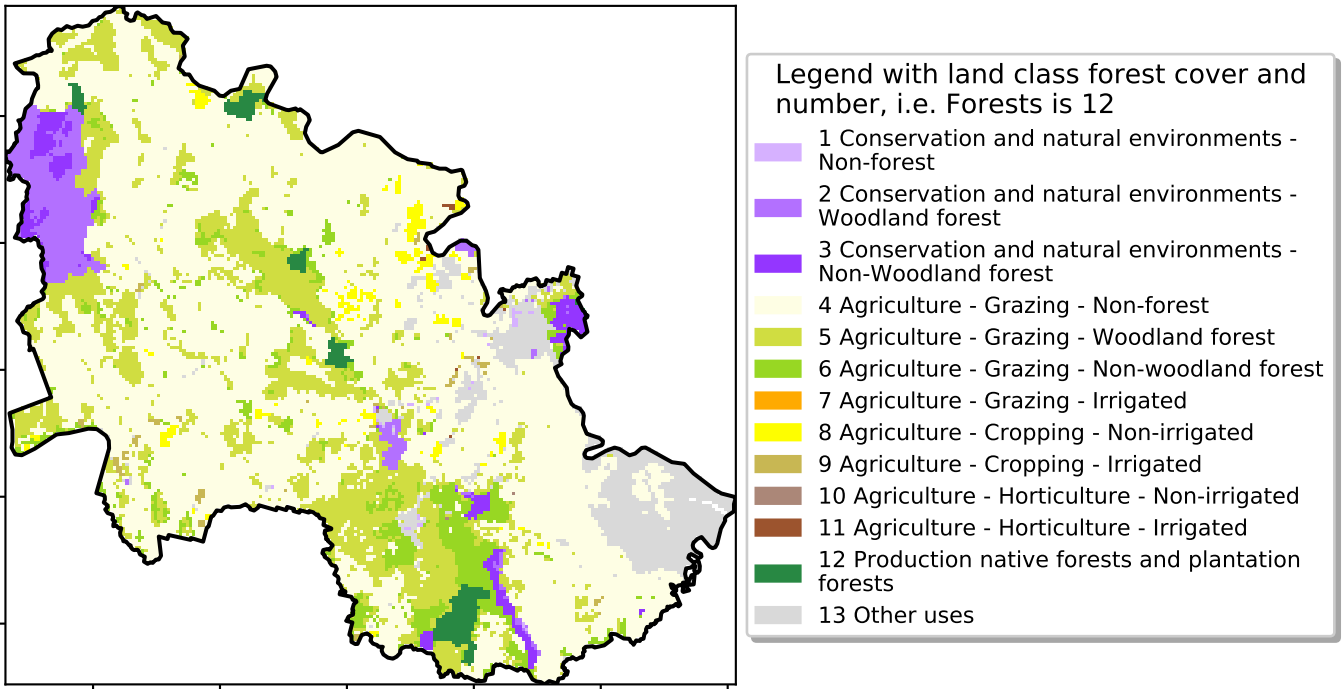 Legend with land class forest cover and
number, i.e. Forests is 12
1 Conservation and natural environments -
Non-forest
2 Conservation and natural environments -
Woodland forest
3 Conservation and natural environments -
Non-Woodland forest
4 Agriculture - Grazing - Non-forest
5 Agriculture - Grazing - Woodland forest
6 Agriculture - Grazing - Non-woodland forest
7 Agriculture - Grazing - Irrigated
8 Agriculture - Cropping - Non-irrigated
9 Agriculture - Cropping - Irrigated
10 Agriculture - Horticulture - Non-irrigated
11 Agriculture - Horticulture - Irrigated
12 Production native forests and plantation
forests
13 Other uses